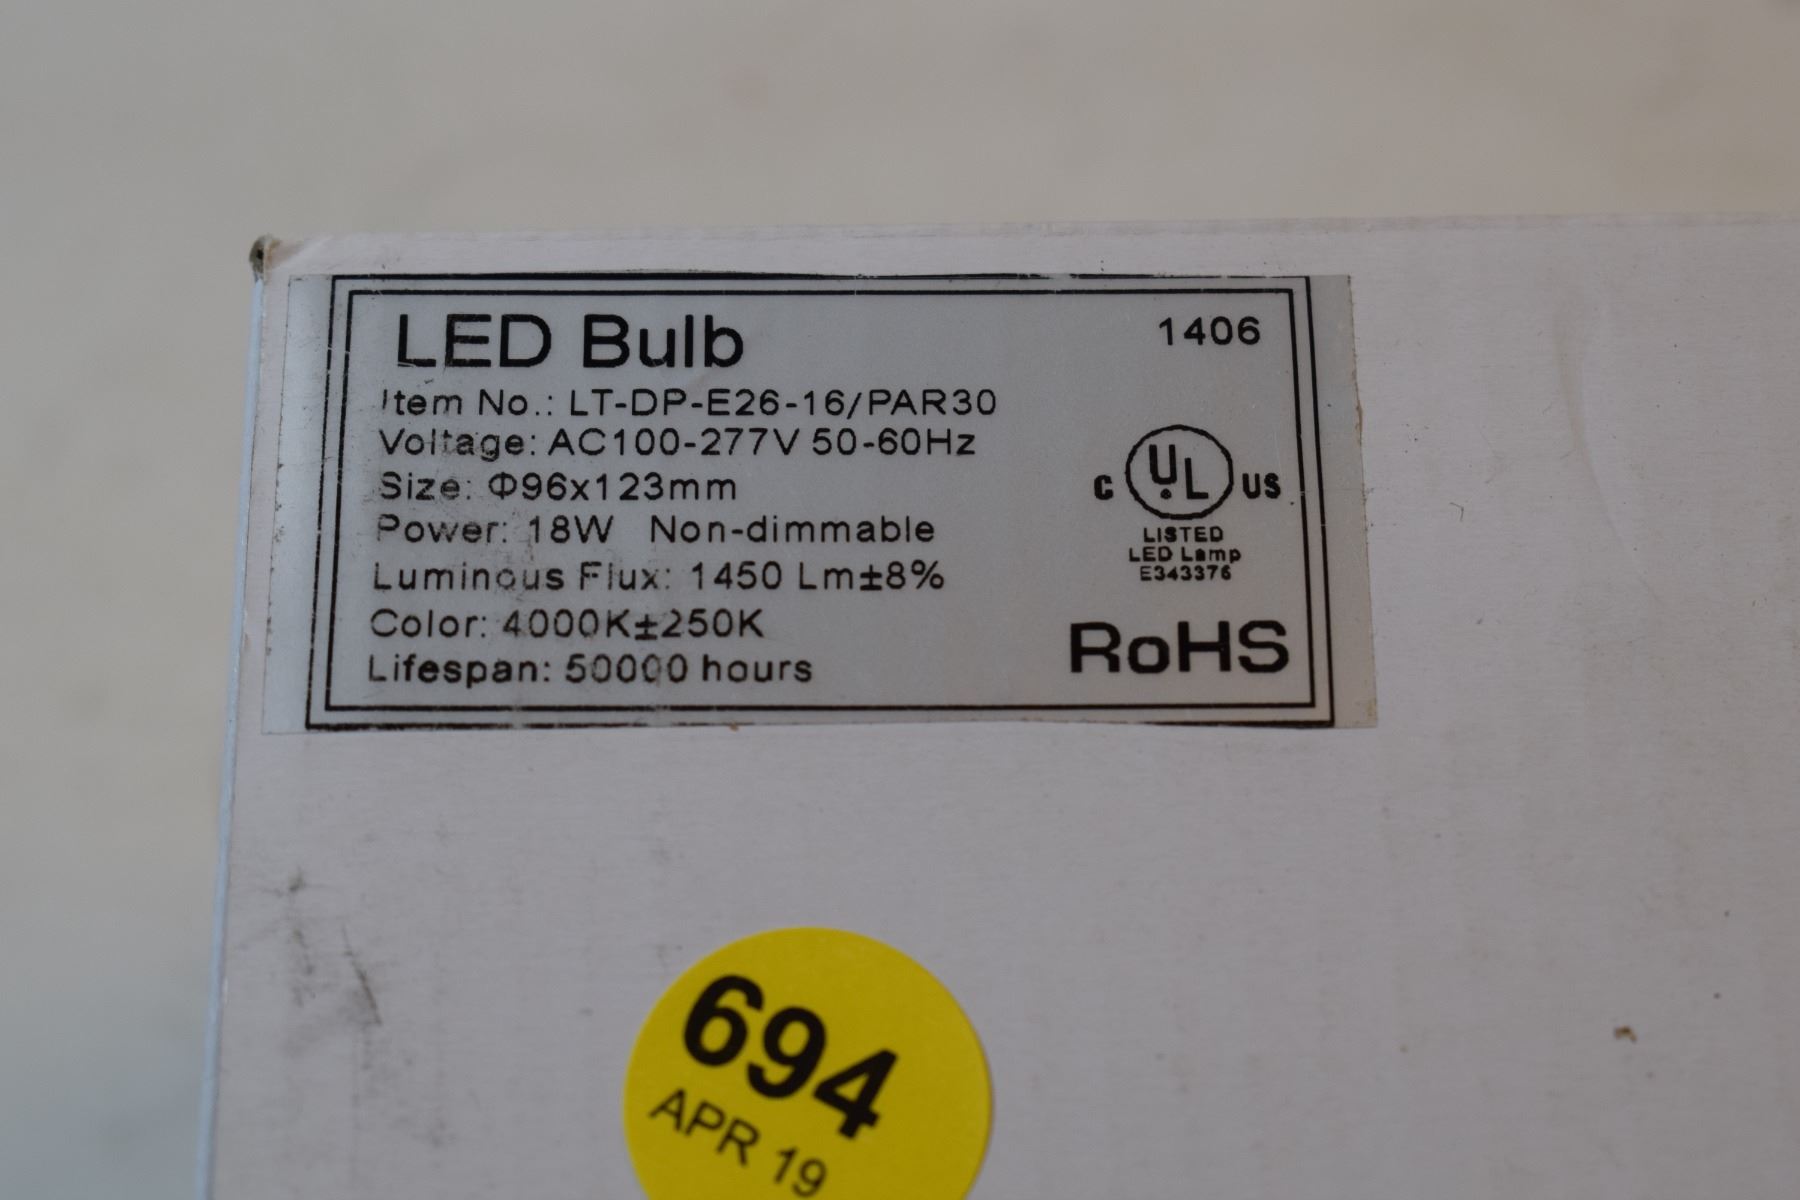 LED Bulb
1406
Item No.: LT-DP-E26-16/PAR30
Voltage: AC100-277V 50-60Hz
Size: Φ96x123mm
Power: 18W Non-dimmable
Luminous Flux: 1450 Lm±8%
Color: 4000K±250K
Lifespan: 50000 hours
C UL US
LISTED
LED Lamp
E343376
RoHS
694
APR 19